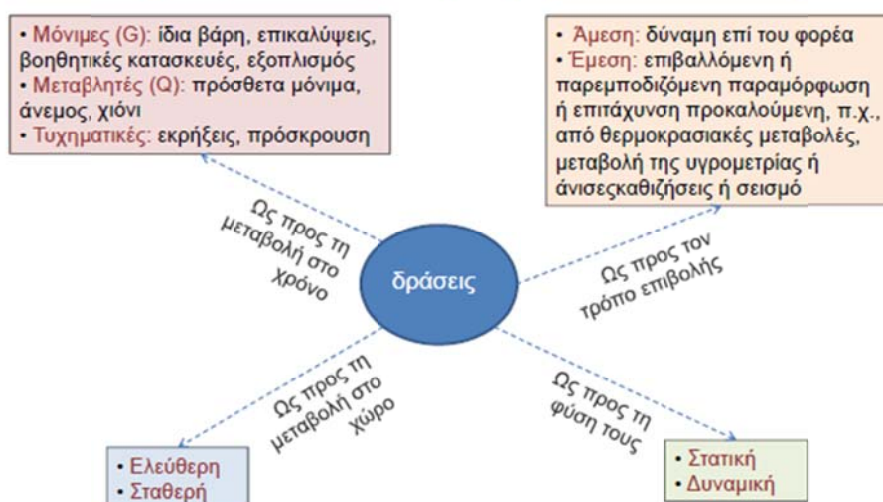 • Μόνιμες (G): ίδια βάρη, επικαλύψεις,
βοηθητικές κατασκευές, εξοπλισμός
• Μεταβλητές (Q): πρόσθετα μόνιμα,
άνεμος, χιόνι
• Τυχηματικές: εκρήξεις, πρόσκρουση
• Άμεση: δύναμη επί του φορέα
• Έμεση: επιβαλλόμενη ή
παρεμποδιζόμενη παραμόρφωση
ή επιτάχυνση προκαλούμενη, π.χ.,
από θερμοκρασιακές μεταβολές,
μεταβολή της υγρομετρίας ή
άνισεςκαθιζήσεις ή σεισμό
Ως προς τη
μεταβολή στο
χρόνο
Ως προς τον
τρόπο επιβολής
δράσεις
Ως προς τη
μεταβολή στο
χώρο
Ως προς τη
φύση τους
• Ελεύθερη
• Σταθερή
• Στατική
• Δυναμική